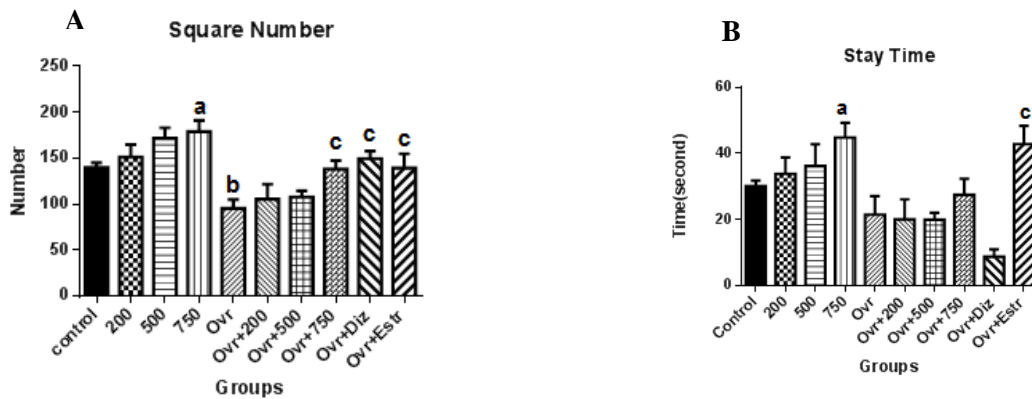 A
Square Number
250
200
150
100
50
0
Number
a
b
c
c
c
control
200
500
750
Ovr
Ovr+200
Ovr+500
Ovr+750
Ovr+Diz
Ovr+Estr
Groups
B
Stay Time
60
40
20
0
Time(second)
a
c
Control
200
500
750
Ovr
Ovr+200
Ovr+500
Ovr+750
Ovr+Diz
Ovr+Estr
Groups